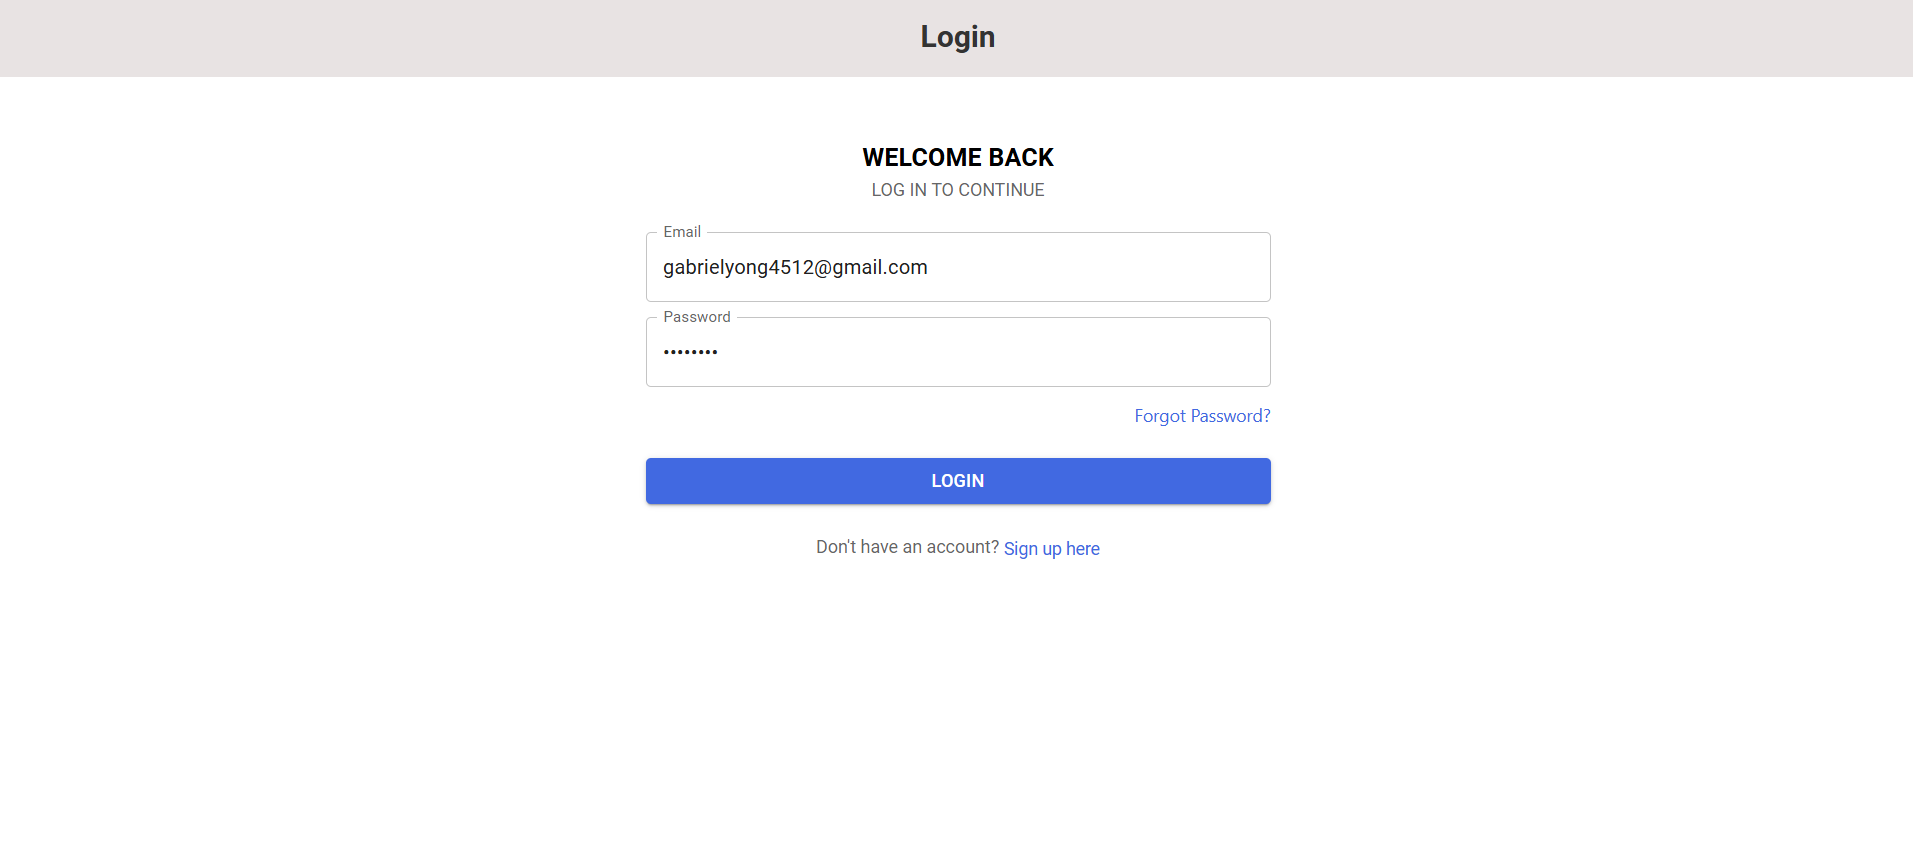 Login
WELCOME BACK
LOG IN TO CONTINUE
Email
gabrielyong4512@gmail.com
Password
••••••••
Forgot Password?
LOGIN
Don't have an account? Sign up here